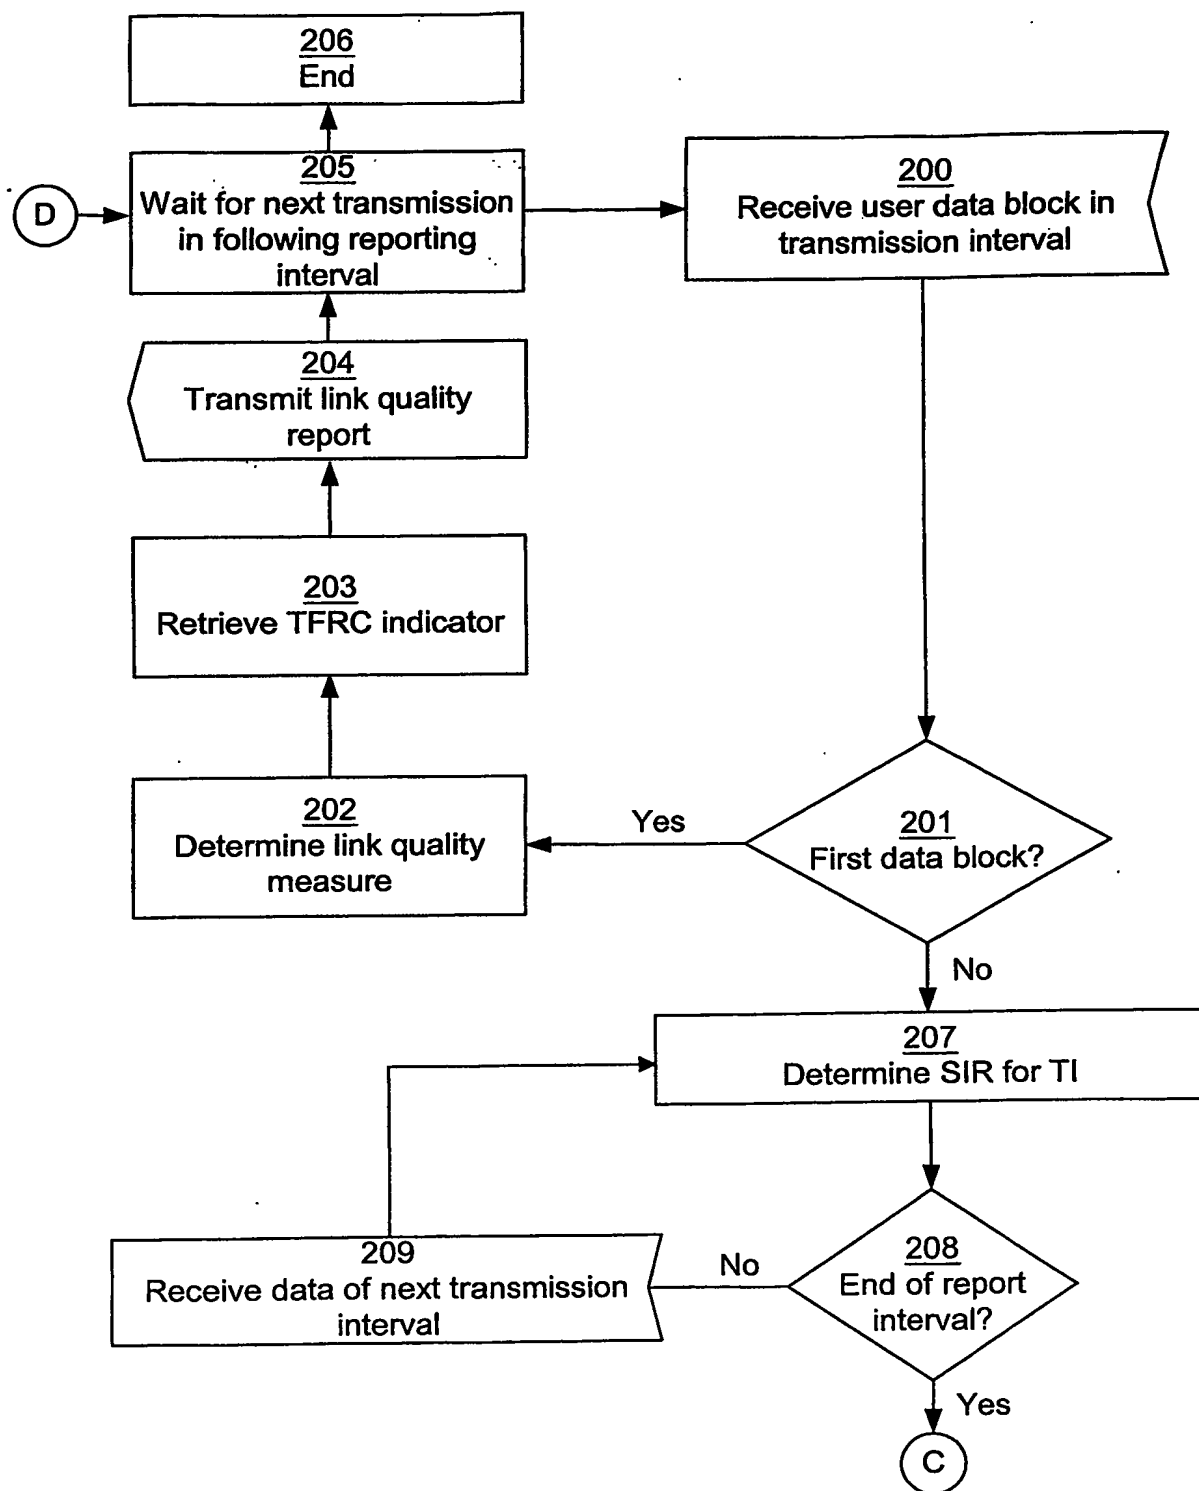 206
End
205
Wait for next transmission
in following reporting
interval
D
200
Receive user data block in
transmission interval
204
Transmit link quality
report
203
Retrieve TFRC indicator
202
Determine link quality
measure
Yes
201
First data block?
No
207
Determine SIR for TI
209
Receive data of next transmission
interval
No
208
End of report
interval?
Yes
C